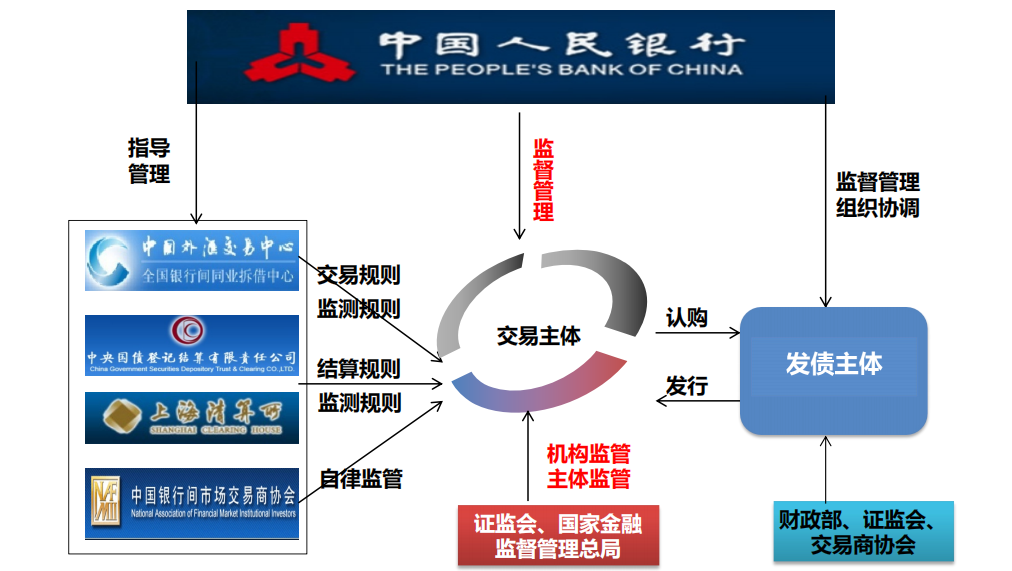 中国人民银行
THE PEOPLE'S BANK OF CHINA
指导
管理
监督管理
监督管理
组织协调
中国外汇交易中心
全国银行间同业拆借中心
交易规则
监测规则
中央国债登记结算有限责任公司
China Government Securities Depository Trust & Clearing CO.,LTD.
结算规则
监测规则
上海清算所
SHANGHAI CLEARING HOUSE
NAFMII
中国银行间市场交易商协会
National Association of Financial Market Institutional Investors
自律监管
交易主体
认购
发行
发债主体
机构监管
主体监管
证监会、国家金融
监督管理总局
财政部、证监会、
交易商协会